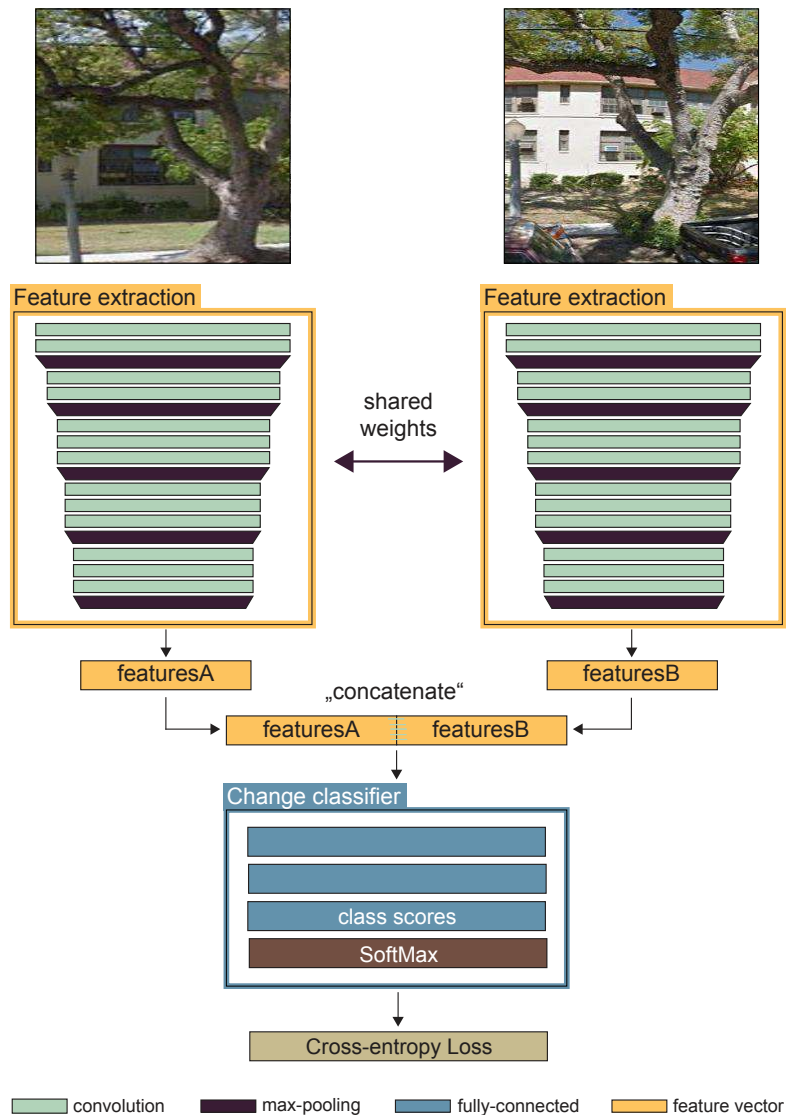 Feature extraction
Feature extraction
shared
weights
featuresA
featuresB
„concatenate“
featuresA featuresB
Change classifier
class scores
SoftMax
Cross-entropy Loss
convolution max-pooling fully-connected feature vector